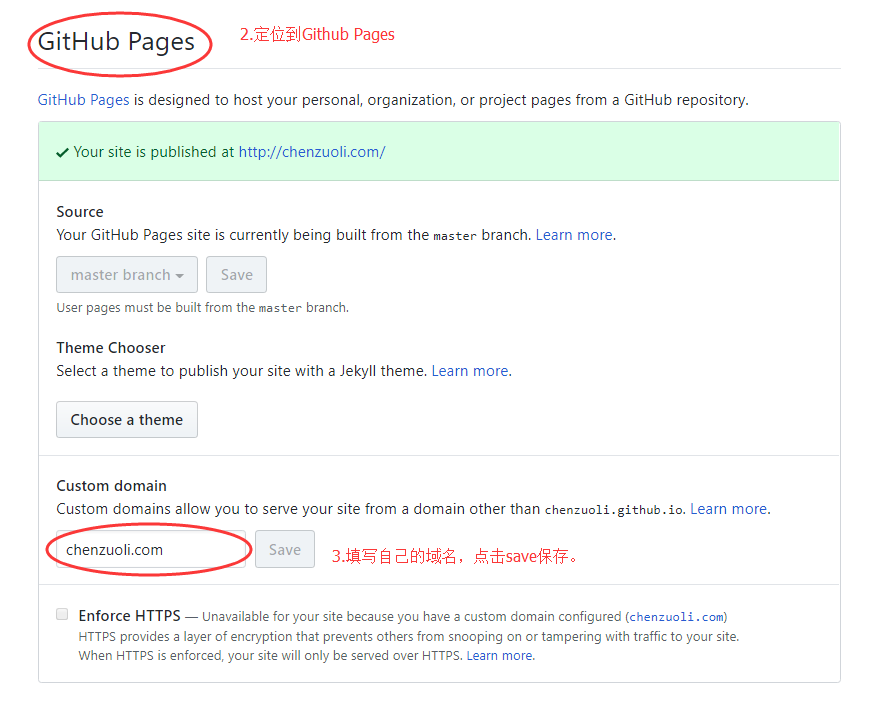 GitHub Pages
2.定位到Github Pages
GitHub Pages is designed to host your personal, organization, or project pages from a GitHub repository.
Your site is published at http://chenzuoli.com/
Source
Your GitHub Pages site is currently being built from the master branch. Learn more.
master branch
Save
User pages must be built from the master branch.
Theme Chooser
Select a theme to publish your site with a Jekyll theme. Learn more.
Choose a theme
Custom domain
Custom domains allow you to serve your site from a domain other than chenzuoli.github.io. Learn more.
chenzuoli.com
Save
3.填写自己的域名，点击save保存。
Enforce HTTPS — Unavailable for your site because you have a custom domain configured (chenzuoli.com)
HTTPS provides a layer of encryption that prevents others from snooping on or tampering with traffic to your site.
When HTTPS is enforced, your site will only be served over HTTPS. Learn more.